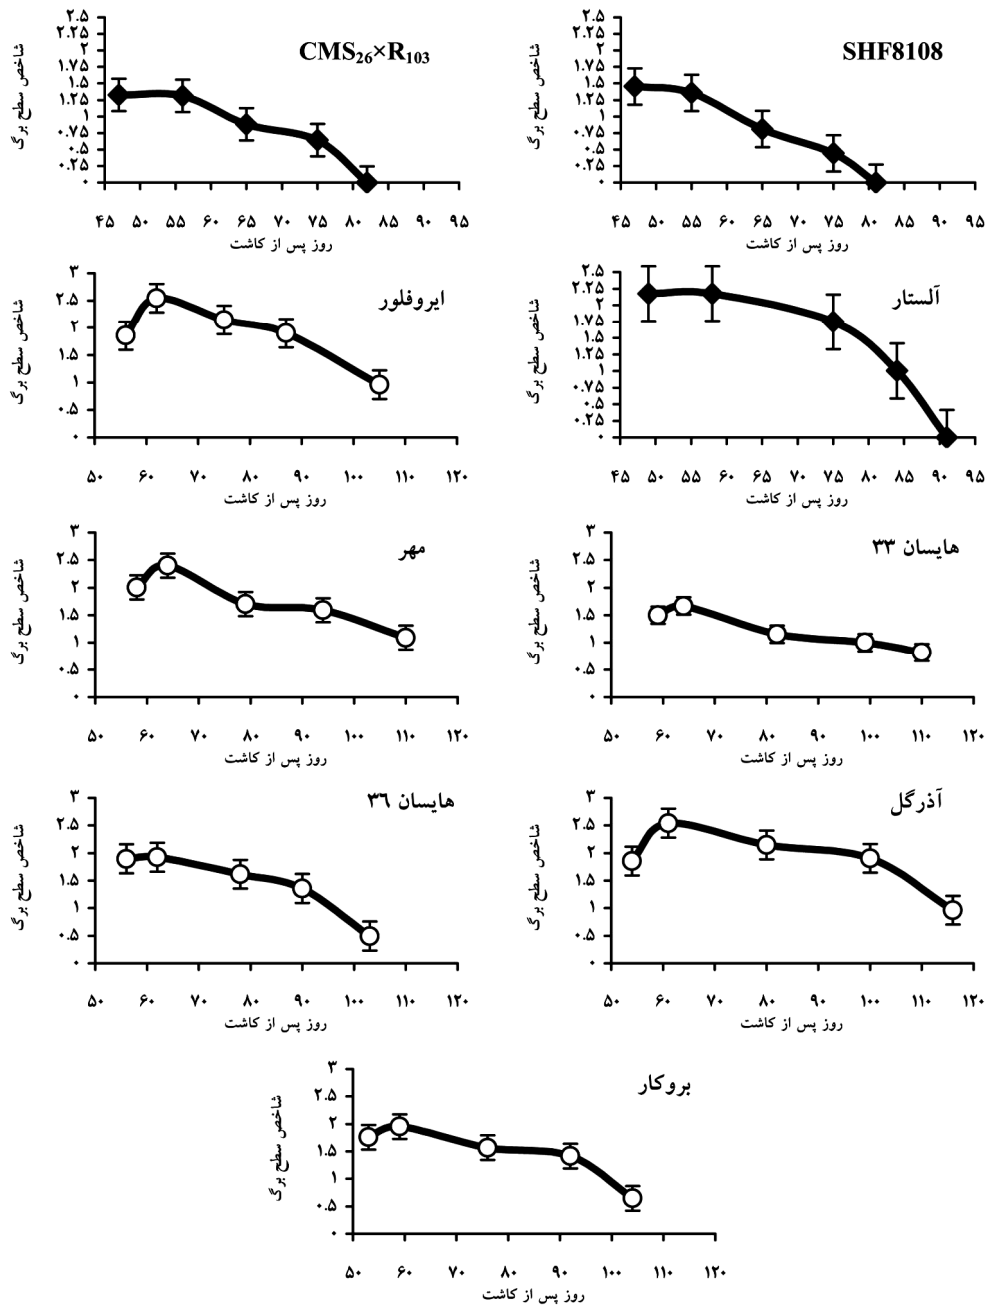 CMS26×R103
شاخص سطح برگ
۲.۵
۲.۲۵
۲
۱.۷۵
۱.۵
۱.۲۵
۱
۰.۷۵
۰.۵
۰.۲۵
۰
۴۵ ۵۰ ۵۵ ۶۰ ۶۵ ۷۰ ۷۵ ۸۰ ۸۵ ۹۰ ۹۵
روز پس از کاشت
SHF8108
شاخص سطح برگ
۲.۵
۲.۲۵
۲
۱.۷۵
۱.۵
۱.۲۵
۱
۰.۷۵
۰.۵
۰.۲۵
۰
۴۵ ۵۰ ۵۵ ۶۰ ۶۵ ۷۰ ۷۵ ۸۰ ۸۵ ۹۰ ۹۵
روز پس از کاشت
ایروفلور
شاخص سطح برگ
۳
۲.۵
۲
۱.۵
۱
۰.۵
۰
۵۰ ۶۰ ۷۰ ۸۰ ۹۰ ۱۰۰ ۱۱۰ ۱۲۰
روز پس از کاشت
آلستار
شاخص سطح برگ
۲.۵
۲.۲۵
۲
۱.۷۵
۱.۵
۱.۲۵
۱
۰.۷۵
۰.۵
۰.۲۵
۰
۴۵ ۵۰ ۵۵ ۶۰ ۶۵ ۷۰ ۷۵ ۸۰ ۸۵ ۹۰ ۹۵
روز پس از کاشت
مهر
شاخص سطح برگ
۳
۲.۵
۲
۱.۵
۱
۰.۵
۰
۵۰ ۶۰ ۷۰ ۸۰ ۹۰ ۱۰۰ ۱۱۰ ۱۲۰
روز پس از کاشت
هایسان ۳۳
شاخص سطح برگ
۳
۲.۵
۲
۱.۵
۱
۰.۵
۰
۵۰ ۶۰ ۷۰ ۸۰ ۹۰ ۱۰۰ ۱۱۰ ۱۲۰
روز پس از کاشت
هایسان ۳٦
شاخص سطح برگ
۳
۲.۵
۲
۱.۵
۱
۰.۵
۰
۵۰ ۶۰ ۷۰ ۸۰ ۹۰ ۱۰۰ ۱۱۰ ۱۲۰
روز پس از کاشت
آذرگل
شاخص سطح برگ
۳
۲.۵
۲
۱.۵
۱
۰.۵
۰
۵۰ ۶۰ ۷۰ ۸۰ ۹۰ ۱۰۰ ۱۱۰ ۱۲۰
روز پس از کاشت
بروکار
شاخص سطح برگ
۳
۲.۵
۲
۱.۵
۱
۰.۵
۰
۵۰ ۶۰ ۷۰ ۸۰ ۹۰ ۱۰۰ ۱۱۰ ۱۲۰
روز پس از کاشت